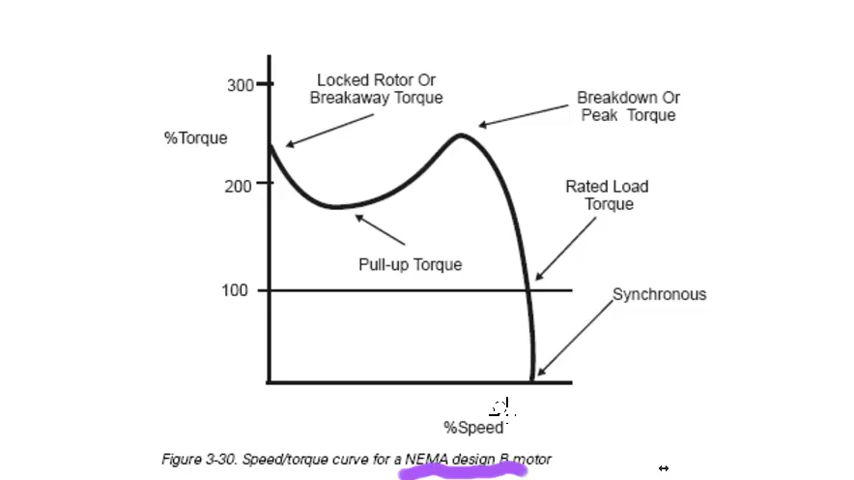 300
Locked Rotor Or
Breakaway Torque
Breakdown Or
Peak Torque
%Torque
200
Rated Load
Torque
Pull-up Torque
100
Synchronous
%Speed
Figure 3-30. Speed/torque curve for a NEMA design B motor